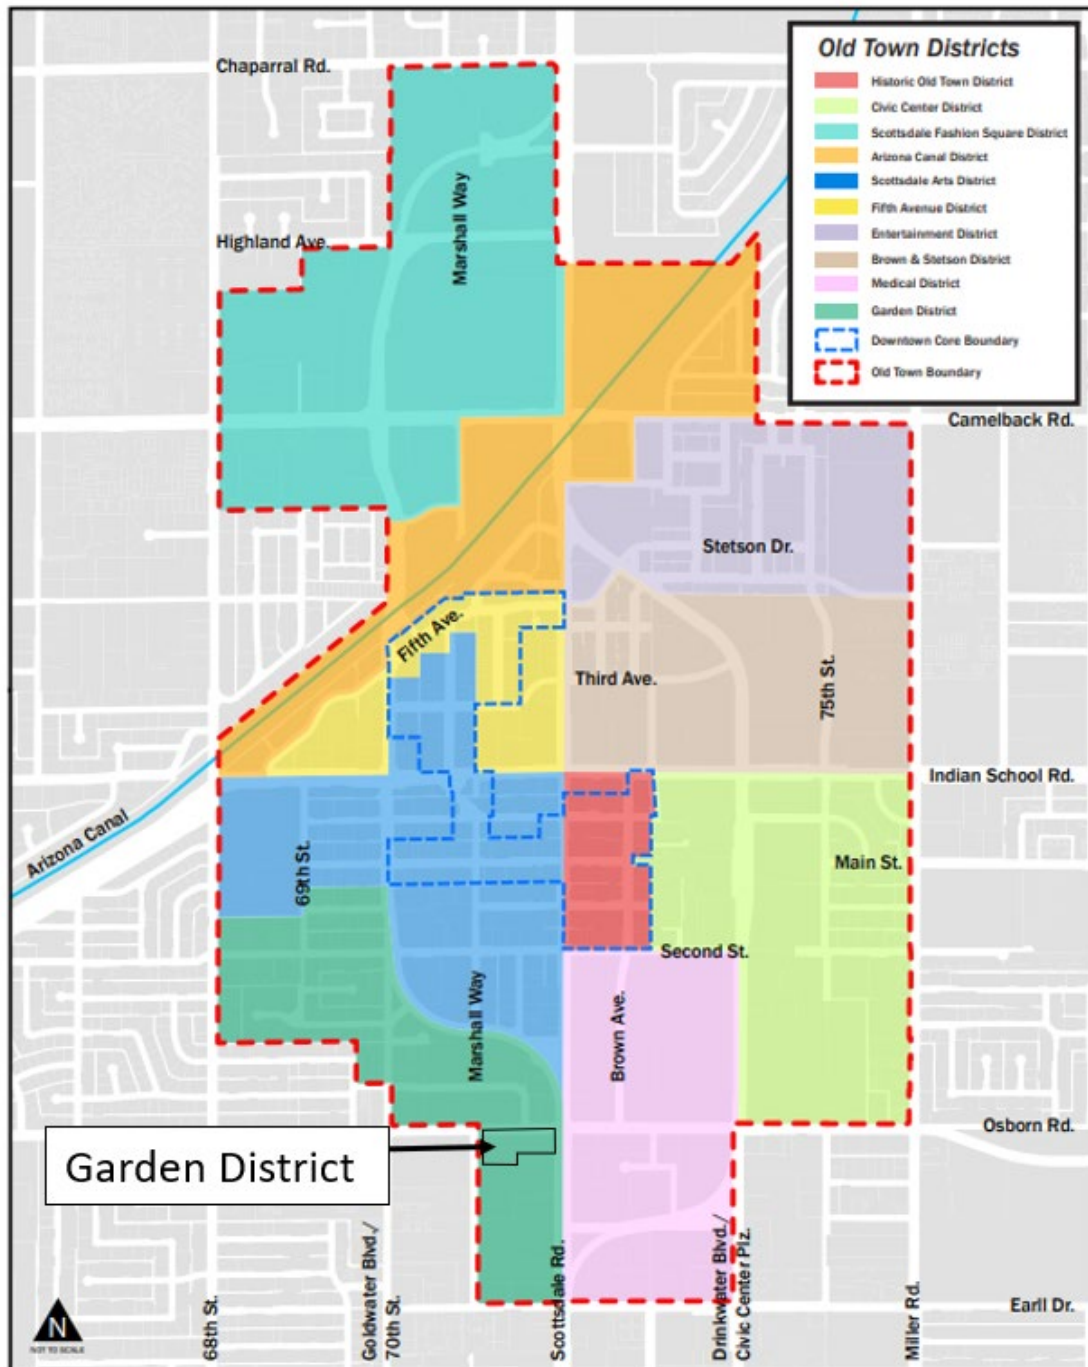 Old Town Districts
Historic Old Town District
Civic Center District
Scottsdale Fashion Square District
Arizona Canal District
Scottsdale Arts District
Fifth Avenue District
Entertainment District
Brown & Stetson District
Medical District
Garden District
Downtown Core Boundary
Old Town Boundary
Chaparral Rd.
Marshall Way
Highland Ave.
Camelback Rd.
Stetson Dr.
Fifth Ave.
Third Ave.
75th St.
Indian School Rd.
Arizona Canal
69th St.
Main St.
Second St.
Marshall Way
Brown Ave.
Osborn Rd.
Garden District
68th St.
Goldwater Blvd./
70th St.
Scottsdale Rd.
Drinkwater Blvd./
Civic Center Plz.
Miller Rd.
Earll Dr.
N
NOT TO SCALE